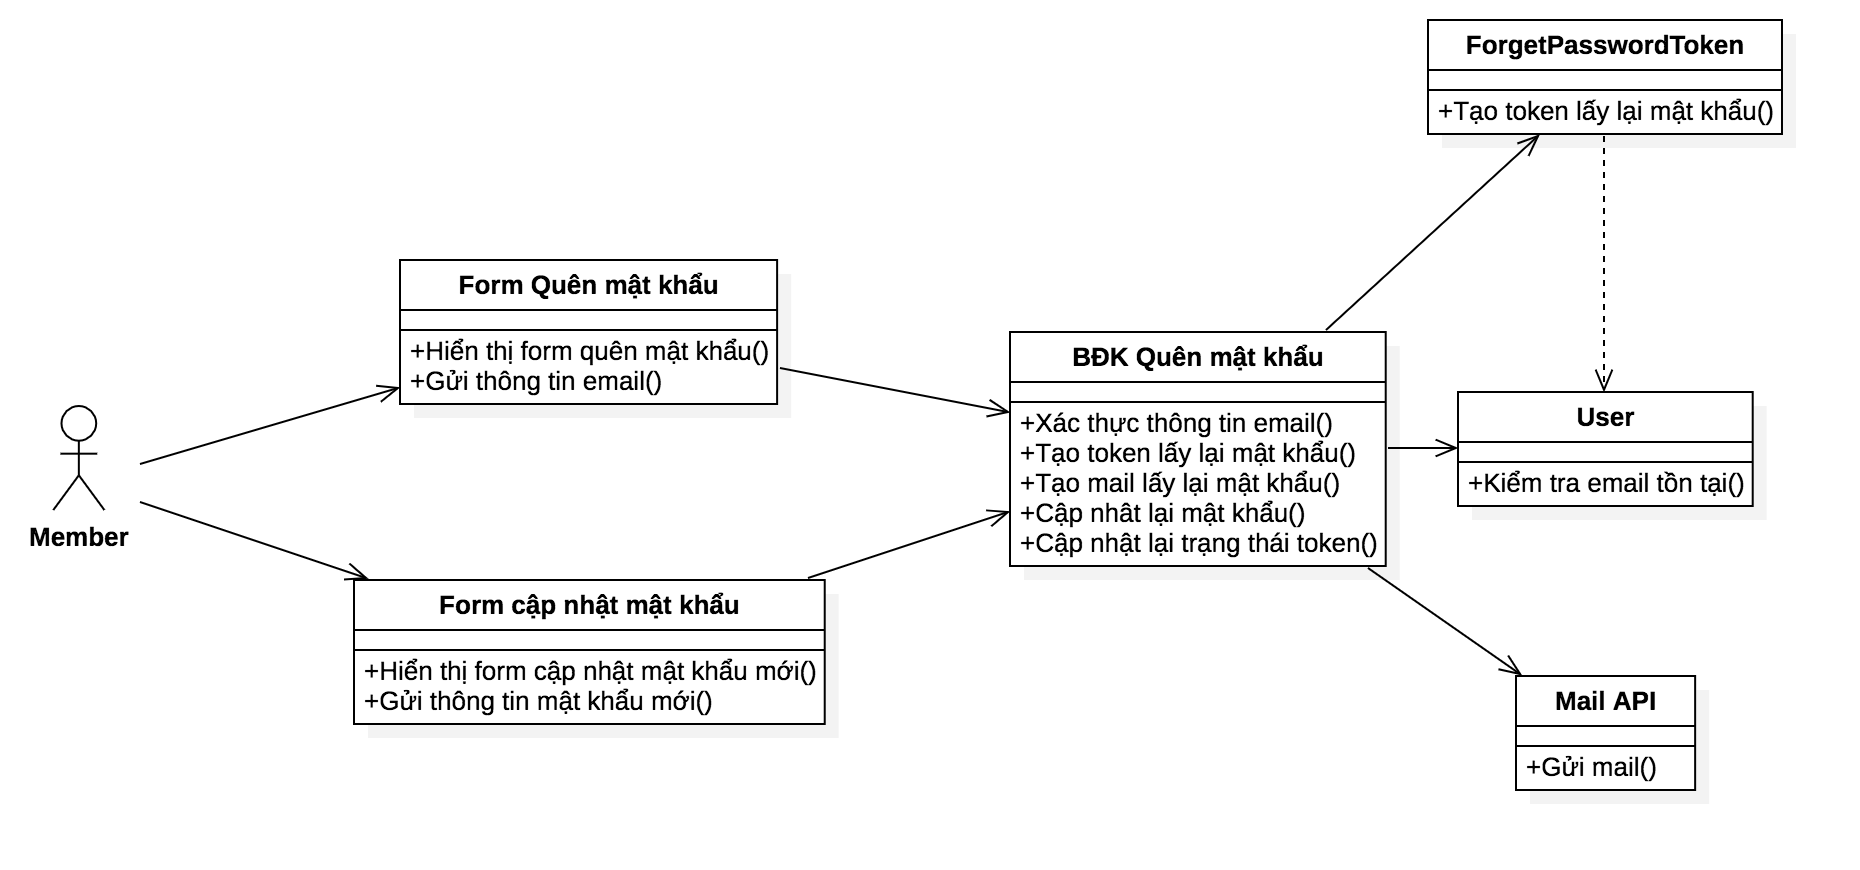 ForgetPasswordToken
+Tạo token lấy lại mật khẩu()
Form Quên mật khẩu
+Hiển thị form quên mật khẩu()
+Gửi thông tin email()
BĐK Quên mật khẩu
+Xác thực thông tin email()
+Tạo token lấy lại mật khẩu()
+Tạo mail lấy lại mật khẩu()
+Cập nhât lại mật khẩu()
+Cập nhật lại trạng thái token()
User
+Kiểm tra email tồn tại()
Member
Form cập nhật mật khẩu
+Hiển thị form cập nhật mật khẩu mới()
+Gửi thông tin mật khẩu mới()
Mail API
+Gửi mail()